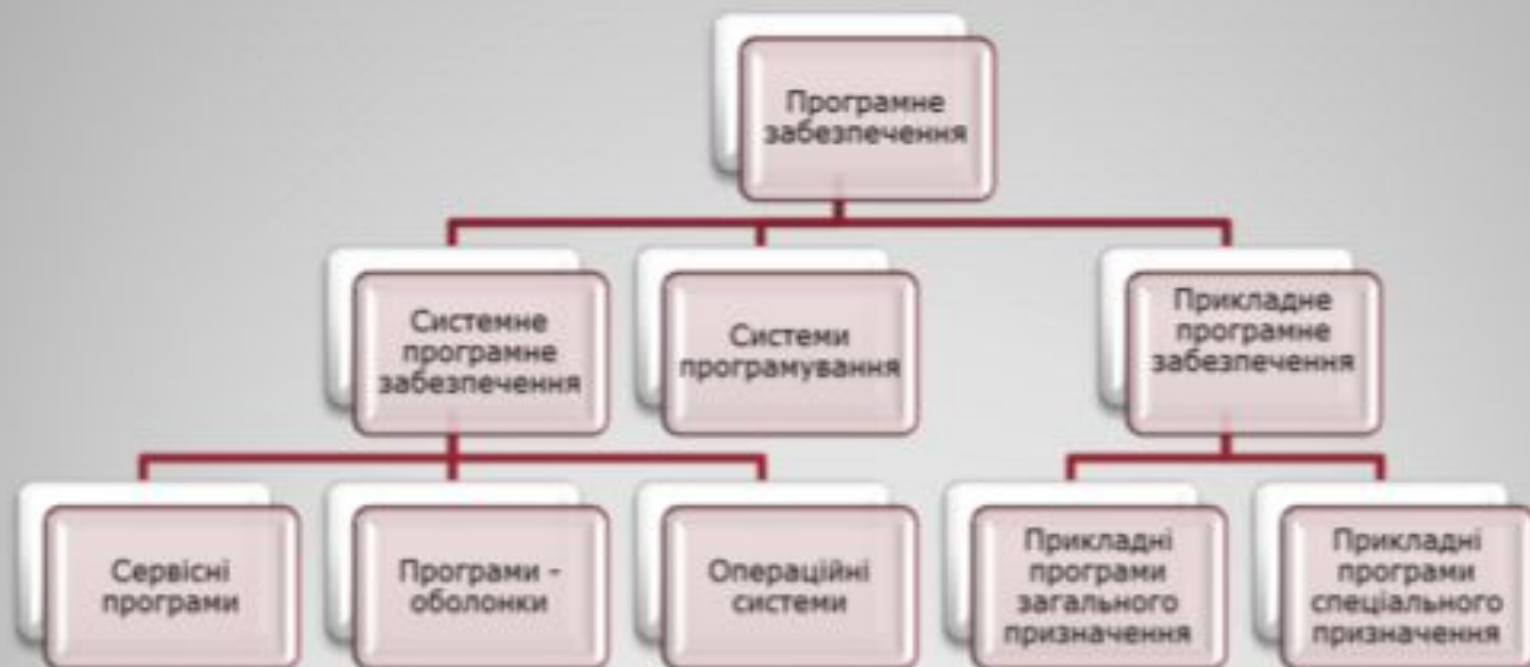 Програмне
забезпечення
Системне
програмне
забезпечення
Системи
програмування
Прикладне
програмне
забезпечення
Сервісні
програми
Програми -
оболонки
Операційні
системи
Прикладні
програми
загального
призначення
Прикладні
програми
спеціального
призначення